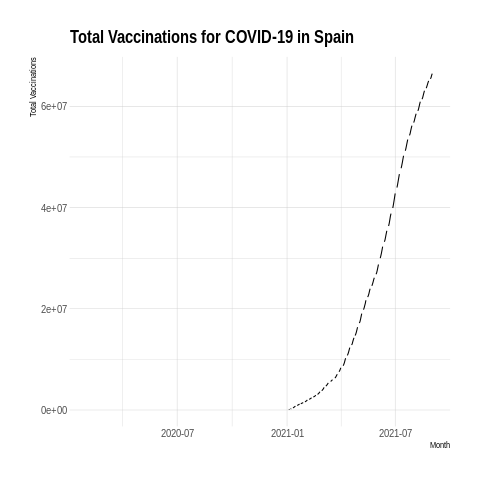 Total Vaccinations for COVID-19 in Spain
Total Vaccinations
6e+07
4e+07
2e+07
0e+00
2020-07 2021-01 2021-07
Month